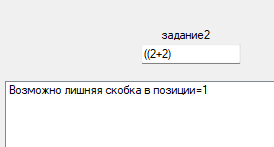 задание2
((2+2)
Возможно лишняя скобка в позиции=1